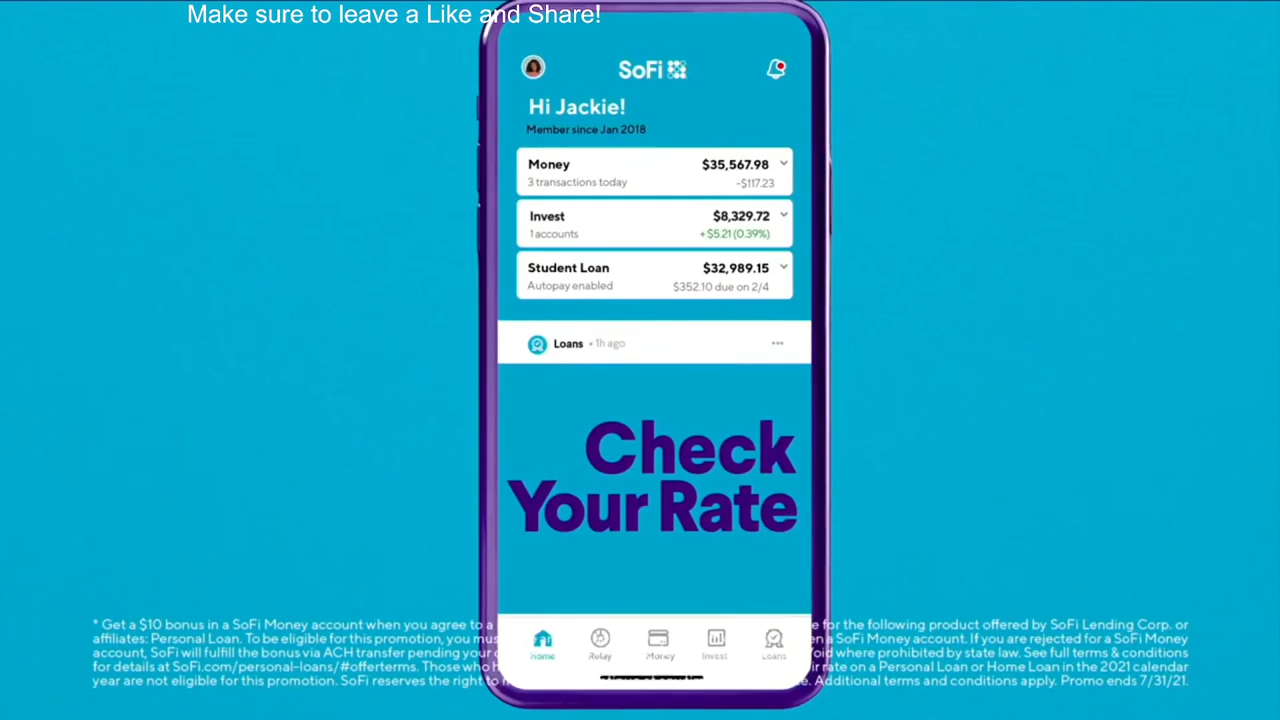 Make sure to leave a Like and Share!
SoFi
Hi Jackie!
Member since Jan 2018
Money $35,567.98
3 transactions today -$117.23
Invest $8,329.72
1 accounts +$5.21 (0.39%)
Student Loan $32,989.15
Autopay enabled $352.10 due on 2/4
Loans • 1h ago •••
Check
Your Rate
Home Relay Money Invest Loans
* Get a $10 bonus in a SoFi Money account when you agree to a for the following product offered by SoFi Lending Corp. or
affiliates: Personal Loan. To be eligible for this promotion, you a SoFi Money account. If you are rejected for a SoFi Money
account, SoFi will fulfill the bonus via ACH transfer pending your where prohibited by state law. See full terms & conditions
for details at SoFi.com/personal-loans/#offerterms. Those who rate on a Personal Loan or Home Loan in the 2021 calendar
year are not eligible for this promotion. SoFi reserves the right to Additional terms and conditions apply. Promo ends 7/31/21.